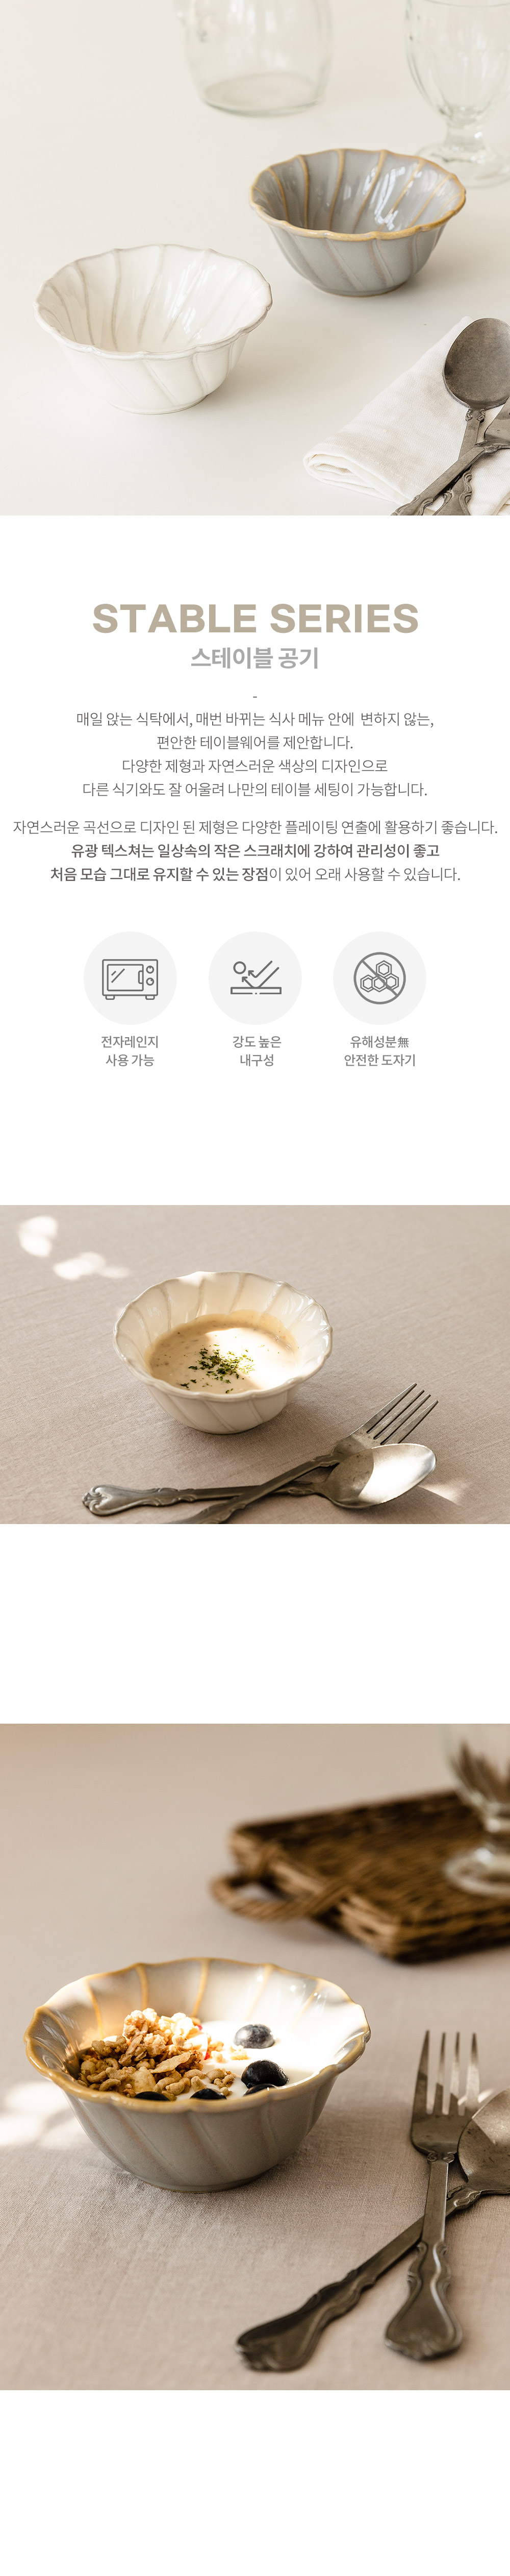 STABLE SERIES
스테이블 공기
-
매일 앉는 식탁에서, 매번 바뀌는 식사 메뉴 안에 변하지 않는,
편안한 테이블웨어를 제안합니다.
다양한 제형과 자연스러운 색상의 디자인으로
다른 식기와도 잘 어울려 나만의 테이블 세팅이 가능합니다.
자연스러운 곡선으로 디자인 된 제형은 다양한 플레이팅 연출에 활용하기 좋습니다.
유광 텍스쳐는 일상속의 작은 스크래치에 강하여 관리성이 좋고
처음 모습 그대로 유지할 수 있는 장점이 있어 오래 사용할 수 있습니다.
전자레인지
사용 가능
강도 높은
내구성
유해성분無
안전한 도자기